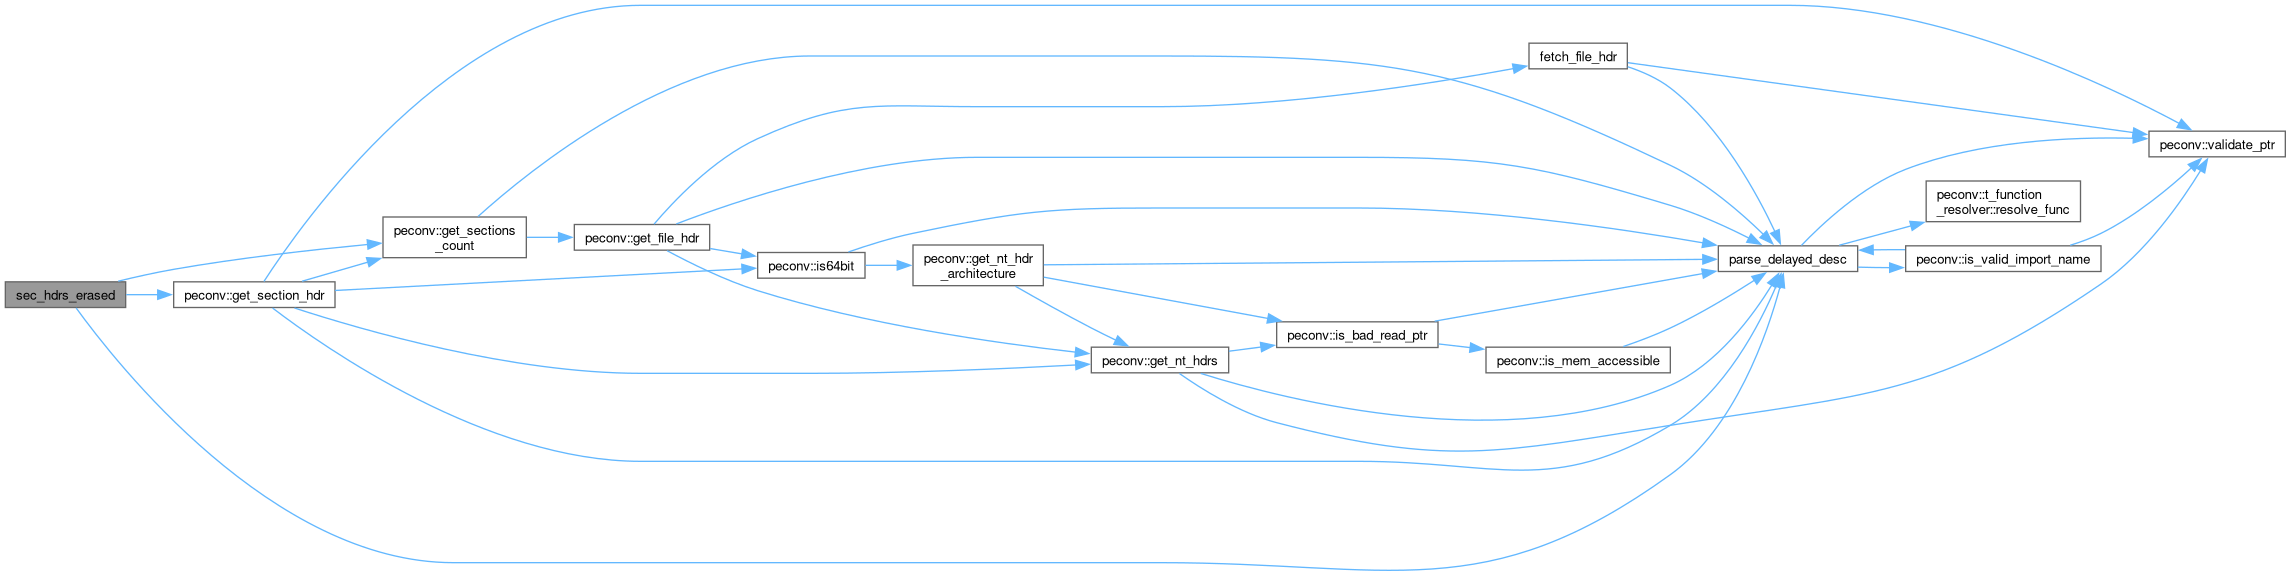 sec_hdrs_erased
peconv::get_section_hdr
peconv::get_sections
_count
peconv::get_file_hdr
peconv::is64bit
peconv::get_nt_hdr
_architecture
peconv::get_nt_hdrs
peconv::is_bad_read_ptr
peconv::is_mem_accessible
fetch_file_hdr
parse_delayed_desc
peconv::t_function
_resolver::resolve_func
peconv::is_valid_import_name
peconv::validate_ptr